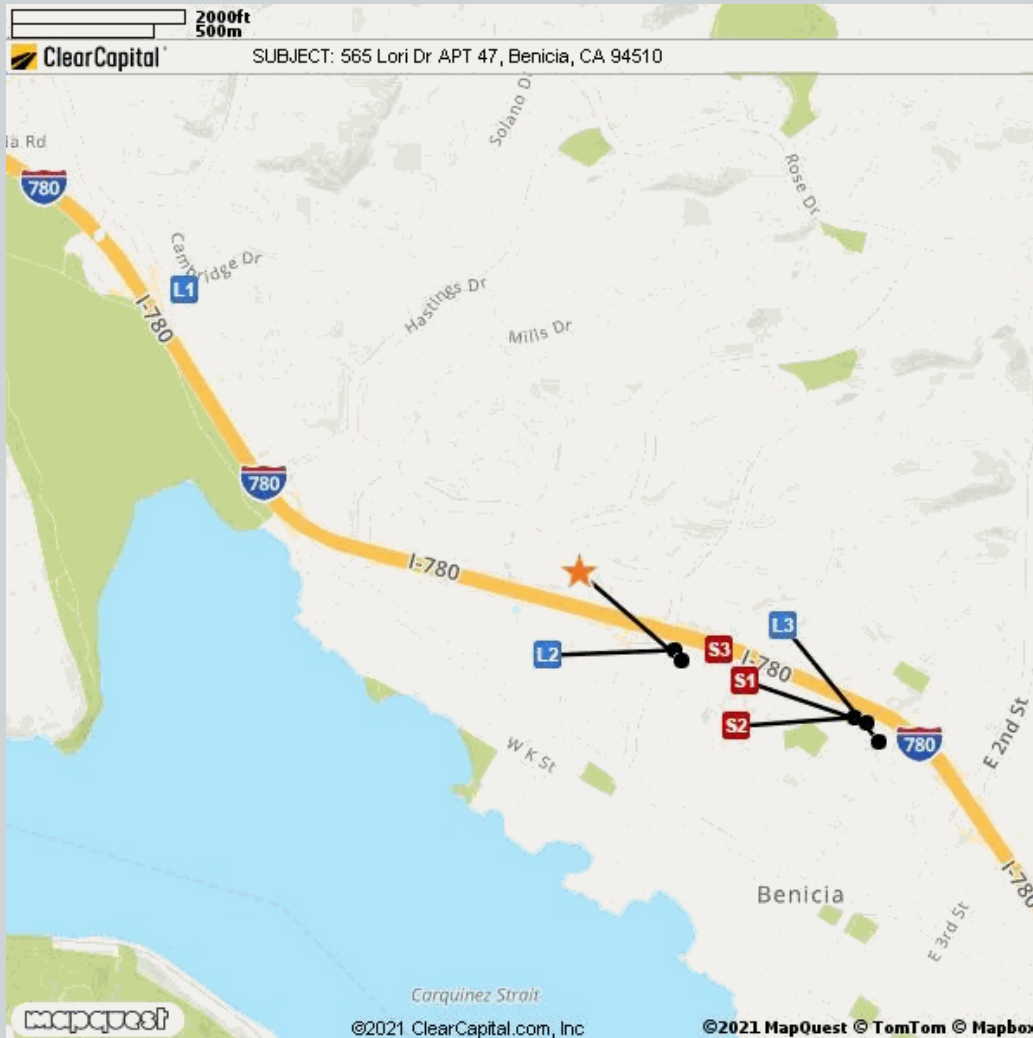 2000ft
500m
ClearCapital
SUBJECT: 565 Lori Dr APT 47, Benicia, CA 94510
Solano D
la Rd
780
Rose Dr
Cambridge Dr
L1
I-780
Hastings Dr
Mills Dr
780
I-780
L3
L2
S3
I-780
S1
S2
780
E 2nd St
W K St
I-780
Benicia
E 3rd St
Carquinez Strait
mapquest
©2021 ClearCapital.com, Inc
©2021 MapQuest © TomTom © Mapbox